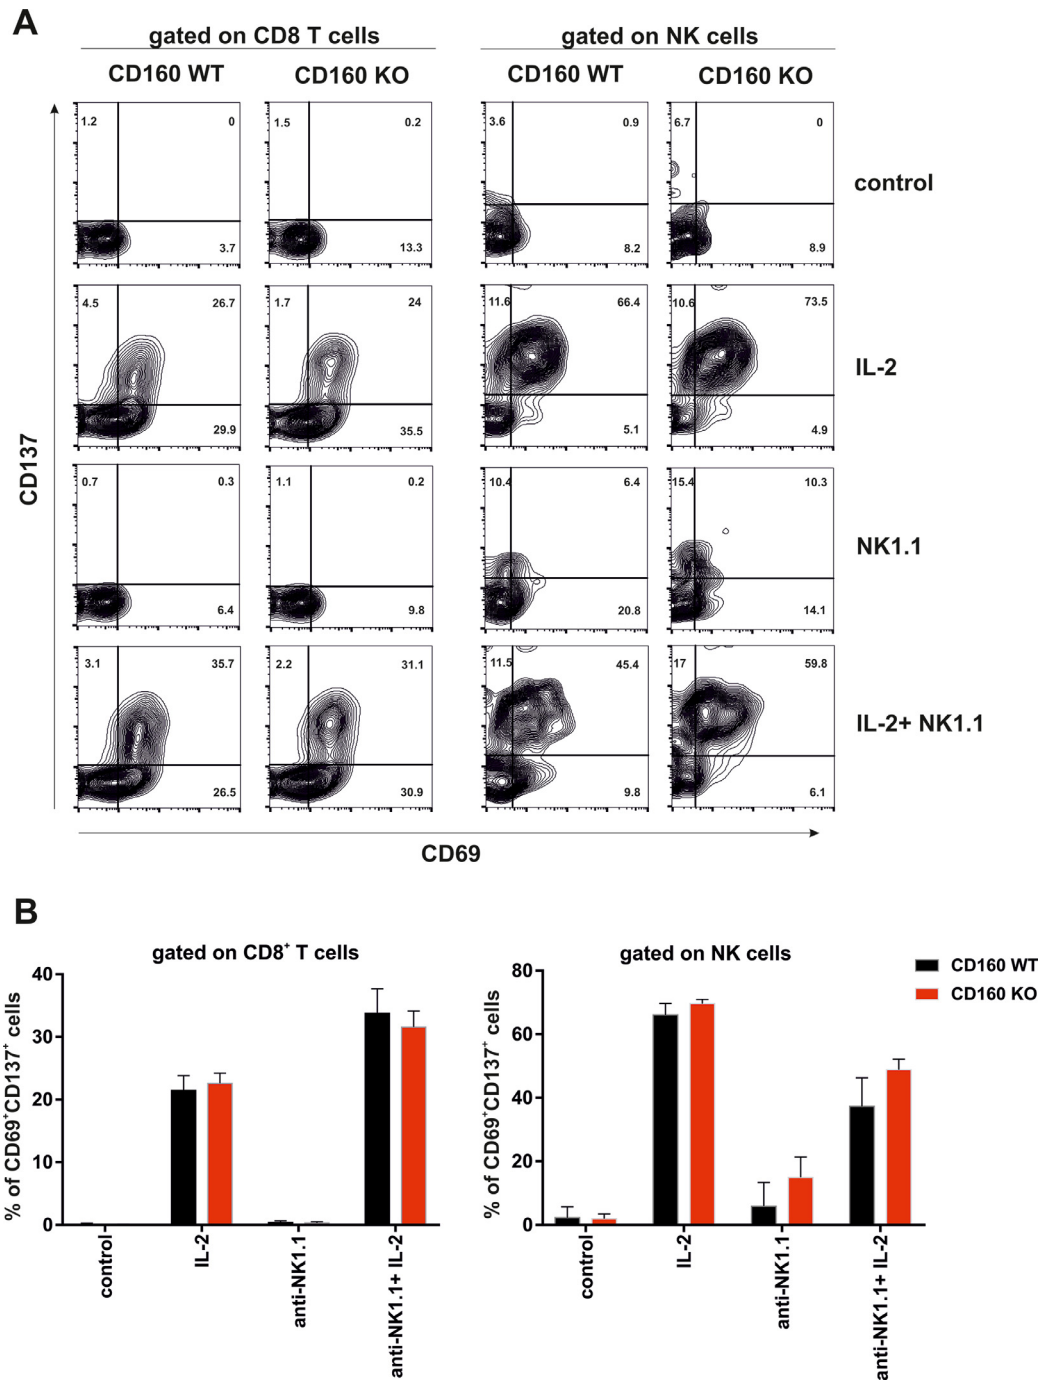 A
gated on CD8 T cells
gated on NK cells
CD160 WT
CD160 KO
CD160 WT
CD160 KO
1.2 0
1.5 0.2
3.6 0.9
6.7 0
control
3.7
13.3
8.2
8.9
4.5 26.7
1.7 24
11.6 66.4
10.6 73.5
IL-2
29.9
35.5
5.1
4.9
CD137
0.7 0.3
1.1 0.2
10.4 6.4
15.4 10.3
NK1.1
6.4
9.8
20.8
14.1
3.1 35.7
2.2 31.1
11.5 45.4
17 59.8
IL-2+ NK1.1
26.5
30.9
9.8
6.1
CD69
B
gated on CD8⁺ T cells
% of CD69⁺CD137⁺ cells
40
30
20
10
0
control
IL-2
anti-NK1.1
anti-NK1.1+ IL-2
gated on NK cells
% of CD69⁺CD137⁺ cells
80
60
40
20
0
control
IL-2
anti-NK1.1
anti-NK1.1+ IL-2
CD160 WT
CD160 KO